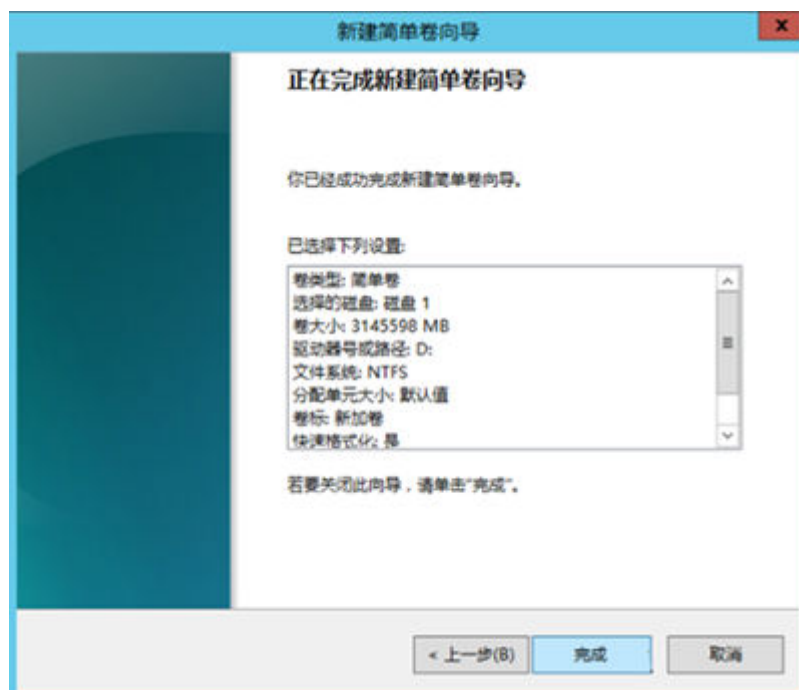 新建简单卷向导
x
正在完成新建简单卷向导
你已经成功完成新建简单卷向导。
已选择下列设置:
卷类型: 简单卷
选择的磁盘: 磁盘 1
卷大小: 3145598 MB
驱动器号或路径: D:
文件系统: NTFS
分配单元大小: 默认值
卷标: 新加卷
快速格式化: 是
若要关闭此向导，请单击"完成"。
< 上一步(B)
完成
取消